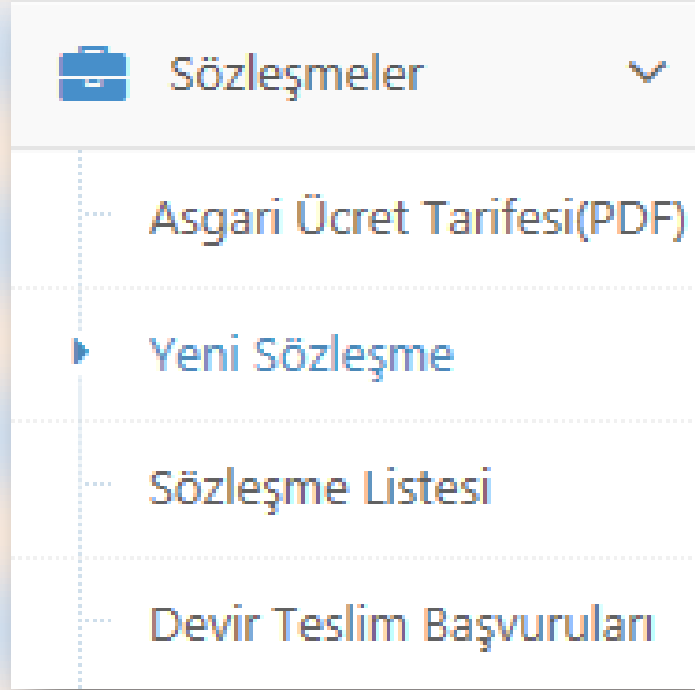 Sözleşmeler
Asgari Ücret Tarifesi(PDF)
Yeni Sözleşme
Sözleşme Listesi
Devir Teslim Başvuruları